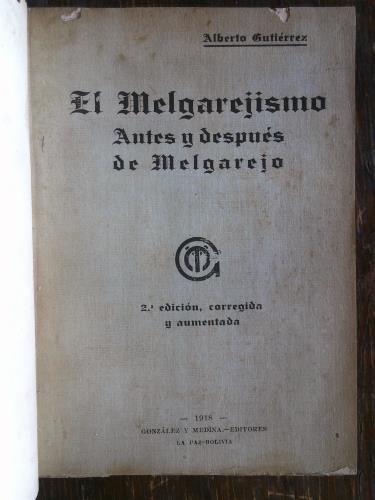 Alberto Gutiérrez
El Melgarejismo
Antes y después
de Melgarejo
2.ª edición, corregida
y aumentada
— 1918 —
GONZÁLEZ Y MEDINA.—EDITORES
LA PAZ-BOLIVIA